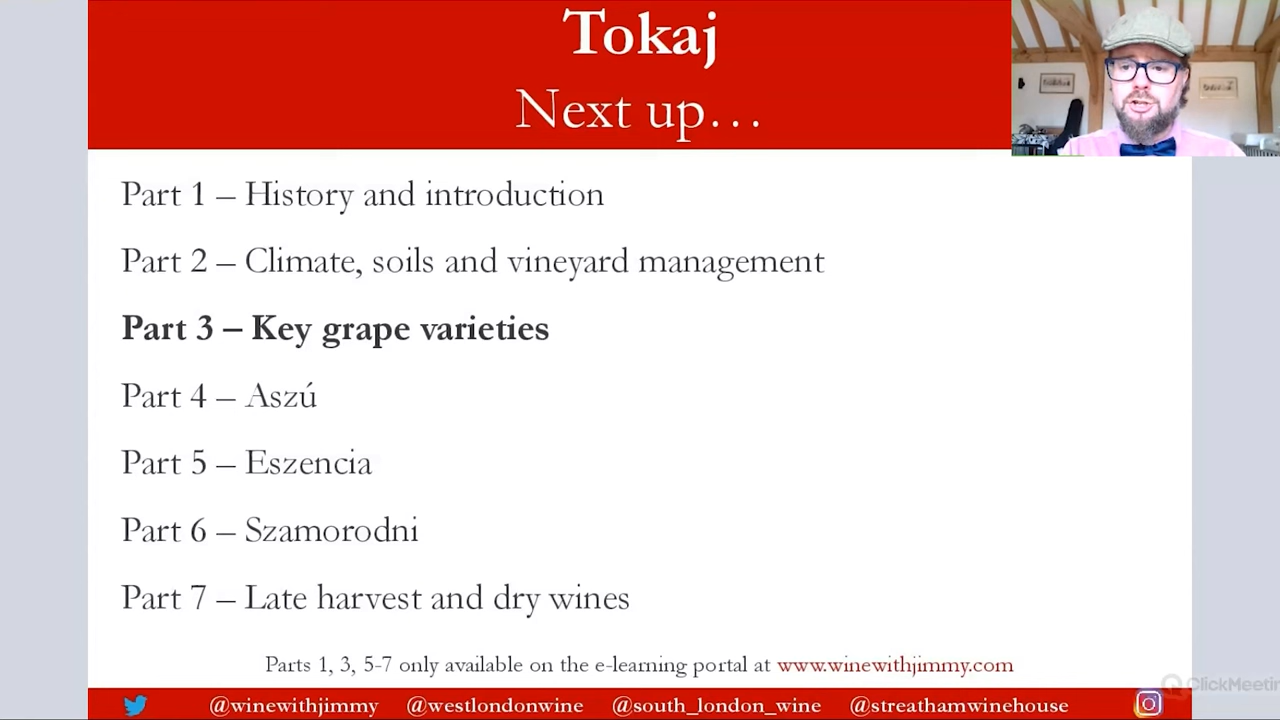 Tokaj
Next up…
Part 1 – History and introduction
Part 2 – Climate, soils and vineyard management
Part 3 – Key grape varieties
Part 4 – Aszú
Part 5 – Eszencia
Part 6 – Szamorodni
Part 7 – Late harvest and dry wines
Parts 1, 3, 5-7 only available on the e-learning portal at www.winewithjimmy.com
ClickMeetin
@winewithjimmy @westlondonwine @south_london_wine @streathamwinehouse